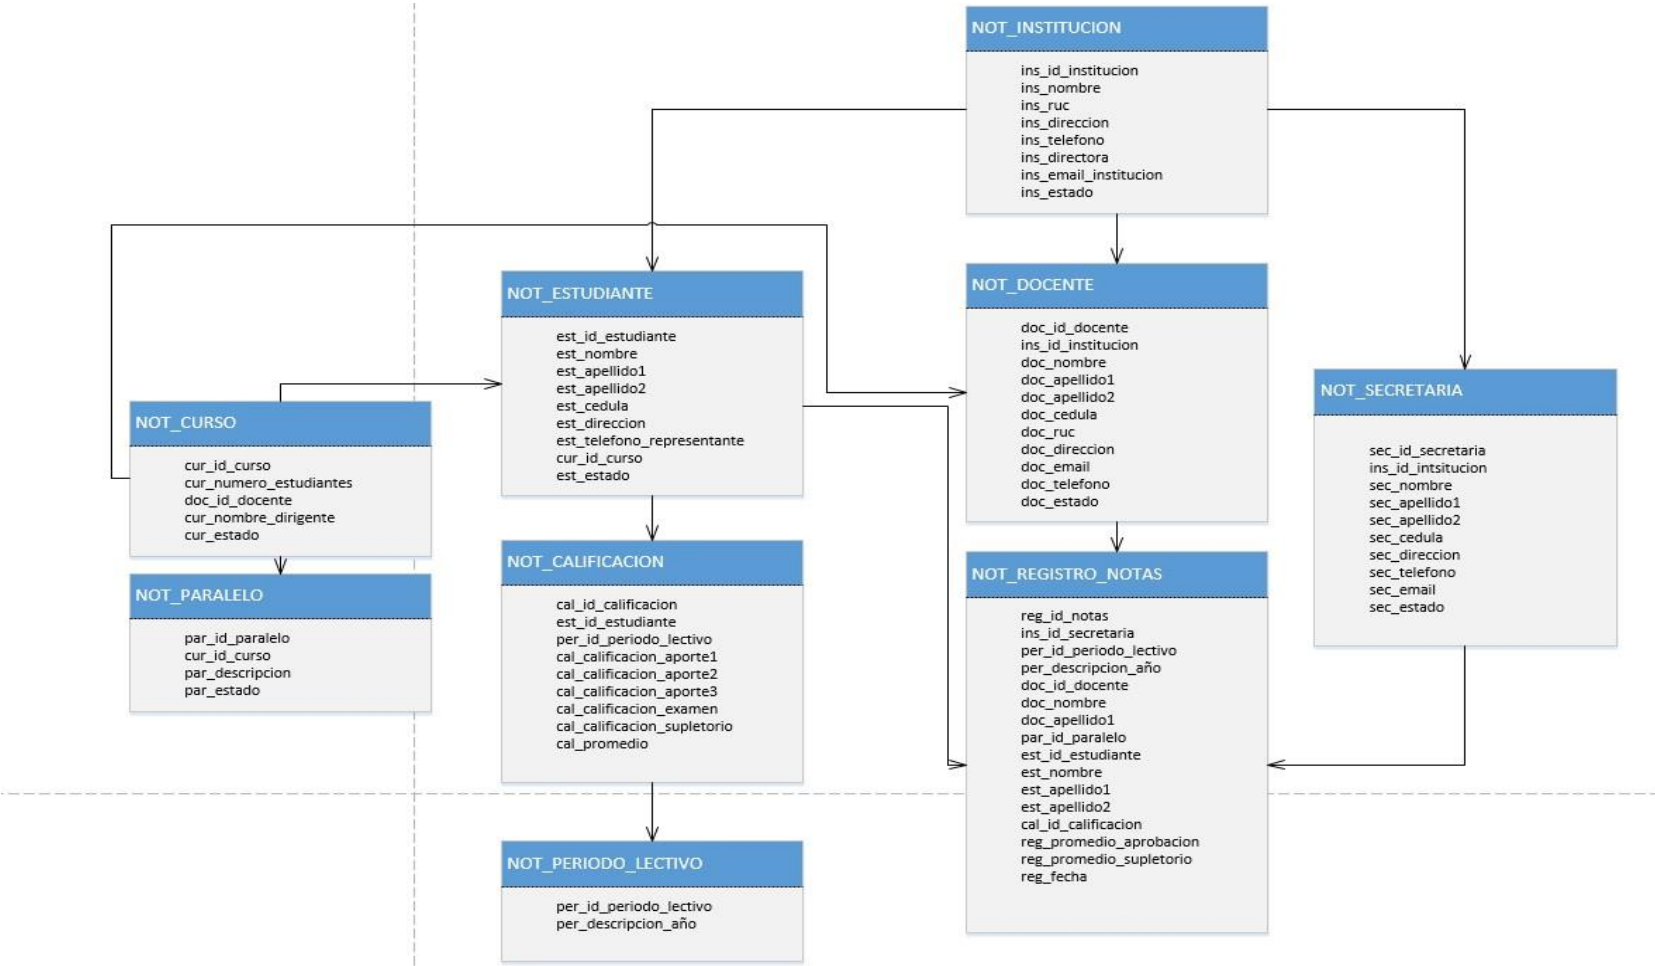 NOT_INSTITUCION
ins_id_institucion
ins_nombre
ins_ruc
ins_direccion
ins_telefono
ins_directora
ins_email_institucion
ins_estado
NOT_ESTUDIANTE
est_id_estudiante
est_nombre
est_apellido1
est_apellido2
est_cedula
est_direccion
est_telefono_representante
cur_id_curso
est_estado
NOT_DOCENTE
doc_id_docente
ins_id_institucion
doc_nombre
doc_apellido1
doc_apellido2
doc_cedula
doc_ruc
doc_direccion
doc_email
doc_telefono
doc_estado
NOT_SECRETARIA
sec_id_secretaria
ins_id_intsitucion
sec_nombre
sec_apellido1
sec_apellido2
sec_cedula
sec_direccion
sec_telefono
sec_email
sec_estado
NOT_CURSO
cur_id_curso
cur_numero_estudiantes
doc_id_docente
cur_nombre_dirigente
cur_estado
NOT_PARALELO
par_id_paralelo
cur_id_curso
par_descripcion
par_estado
NOT_CALIFICACION
cal_id_calificacion
est_id_estudiante
per_id_periodo_lectivo
cal_calificacion_aporte1
cal_calificacion_aporte2
cal_calificacion_aporte3
cal_calificacion_examen
cal_calificacion_supletorio
cal_promedio
NOT_REGISTRO_NOTAS
reg_id_notas
ins_id_secretaria
per_id_periodo_lectivo
per_descripcion_año
doc_id_docente
doc_nombre
doc_apellido1
par_id_paralelo
est_id_estudiante
est_nombre
est_apellido1
est_apellido2
cal_id_calificacion
reg_promedio_aprobacion
reg_promedio_supletorio
reg_fecha
NOT_PERIODO_LECTIVO
per_id_periodo_lectivo
per_descripcion_año